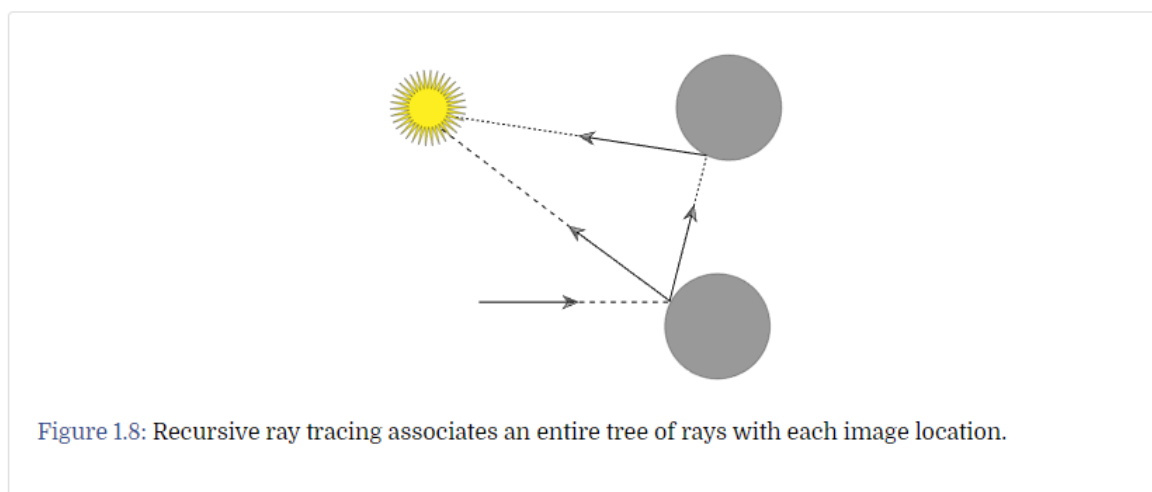 Figure 1.8: Recursive ray tracing associates an entire tree of rays with each image location.